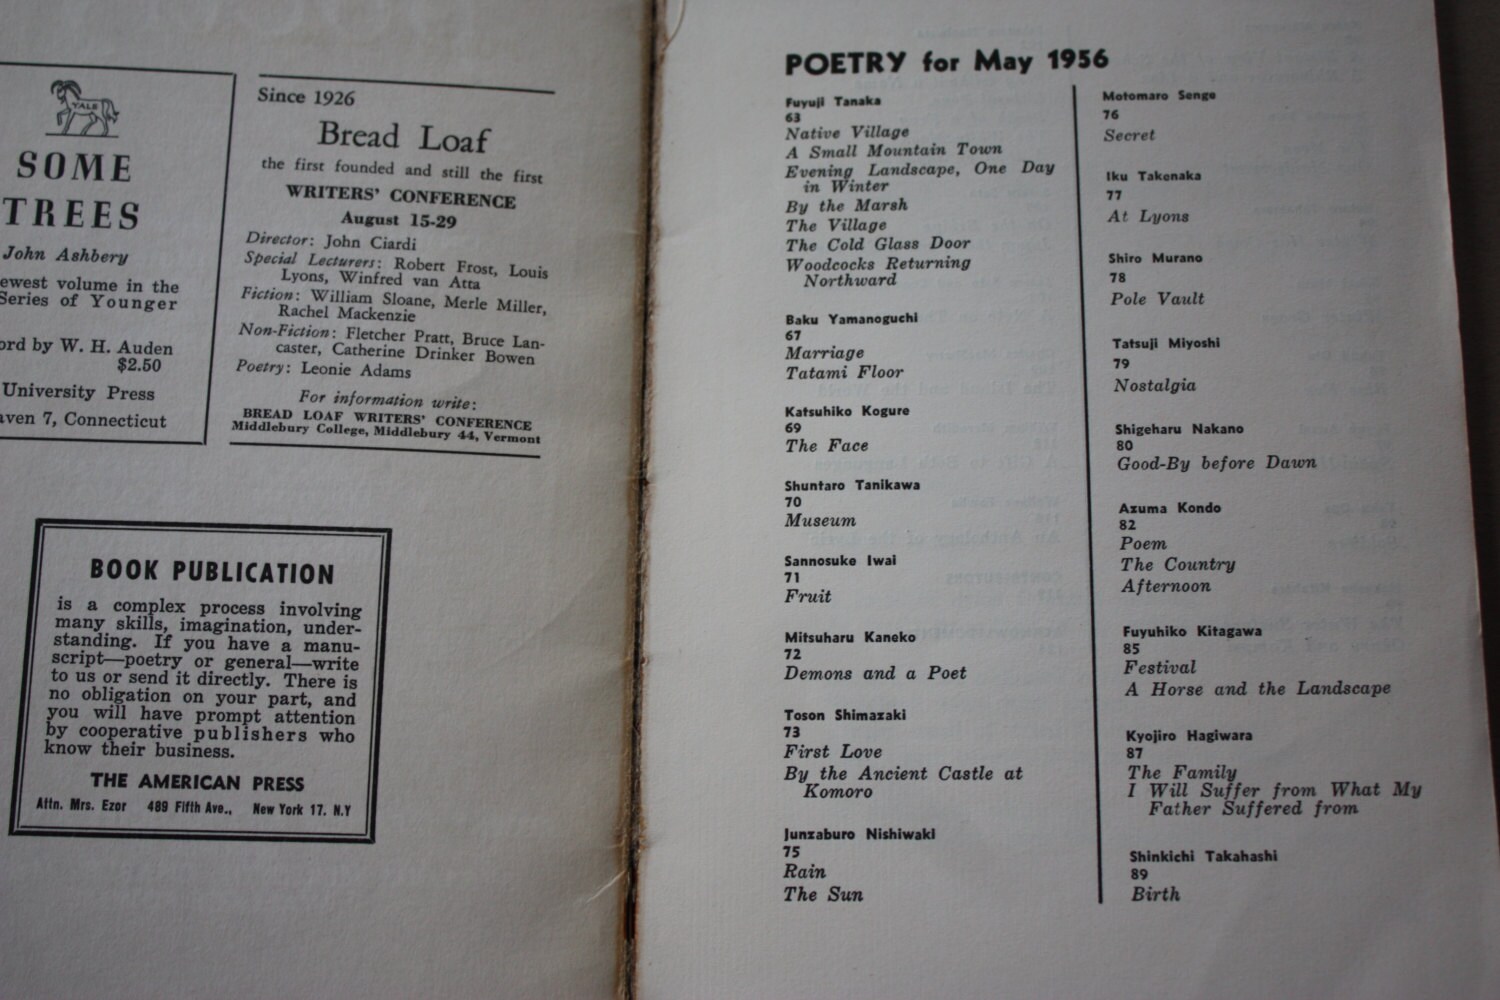 YALE
SOME
TREES
John Ashbery
ewest volume in the
Series of Younger
ord by W. H. Auden
$2.50
University Press
aven 7, Connecticut
Since 1926
Bread Loaf
the first founded and still the first
WRITERS' CONFERENCE
August 15-29
Director: John Ciardi
Special Lecturers: Robert Frost, Louis
Lyons, Winfred van Atta
Fiction: William Sloane, Merle Miller,
Rachel Mackenzie
Non-Fiction: Fletcher Pratt, Bruce Lan-
caster, Catherine Drinker Bowen
Poetry: Leonie Adams
For information write:
BREAD LOAF WRITERS' CONFERENCE
Middlebury College, Middlebury 44, Vermont
BOOK PUBLICATION
is a complex process involving
many skills, imagination, under-
standing. If you have a manu-
script—poetry or general—write
to us or send it directly. There is
no obligation on your part, and
you will have prompt attention
by cooperative publishers who
know their business.
THE AMERICAN PRESS
Attn. Mrs. Ezor 489 Fifth Ave., New York 17. N.Y
POETRY for May 1956
Fuyuji Tanaka
63
Native Village
A Small Mountain Town
Evening Landscape, One Day
in Winter
By the Marsh
The Village
The Cold Glass Door
Woodcocks Returning
Northward
Baku Yamanoguchi
67
Marriage
Tatami Floor
Katsuhiko Kogure
69
The Face
Shuntaro Tanikawa
70
Museum
Sannosuke Iwai
71
Fruit
Mitsuharu Kaneko
72
Demons and a Poet
Toson Shimazaki
73
First Love
By the Ancient Castle at
Komoro
Junzaburo Nishiwaki
75
Rain
The Sun
Motomaro Senge
76
Secret
Iku Takenaka
77
At Lyons
Shiro Murano
78
Pole Vault
Tatsuji Miyoshi
79
Nostalgia
Shigeharu Nakano
80
Good-By before Dawn
Azuma Kondo
82
Poem
The Country
Afternoon
Fuyuhiko Kitagawa
85
Festival
A Horse and the Landscape
Kyojiro Hagiwara
87
The Family
I Will Suffer from What My
Father Suffered from
Shinkichi Takahashi
89
Birth